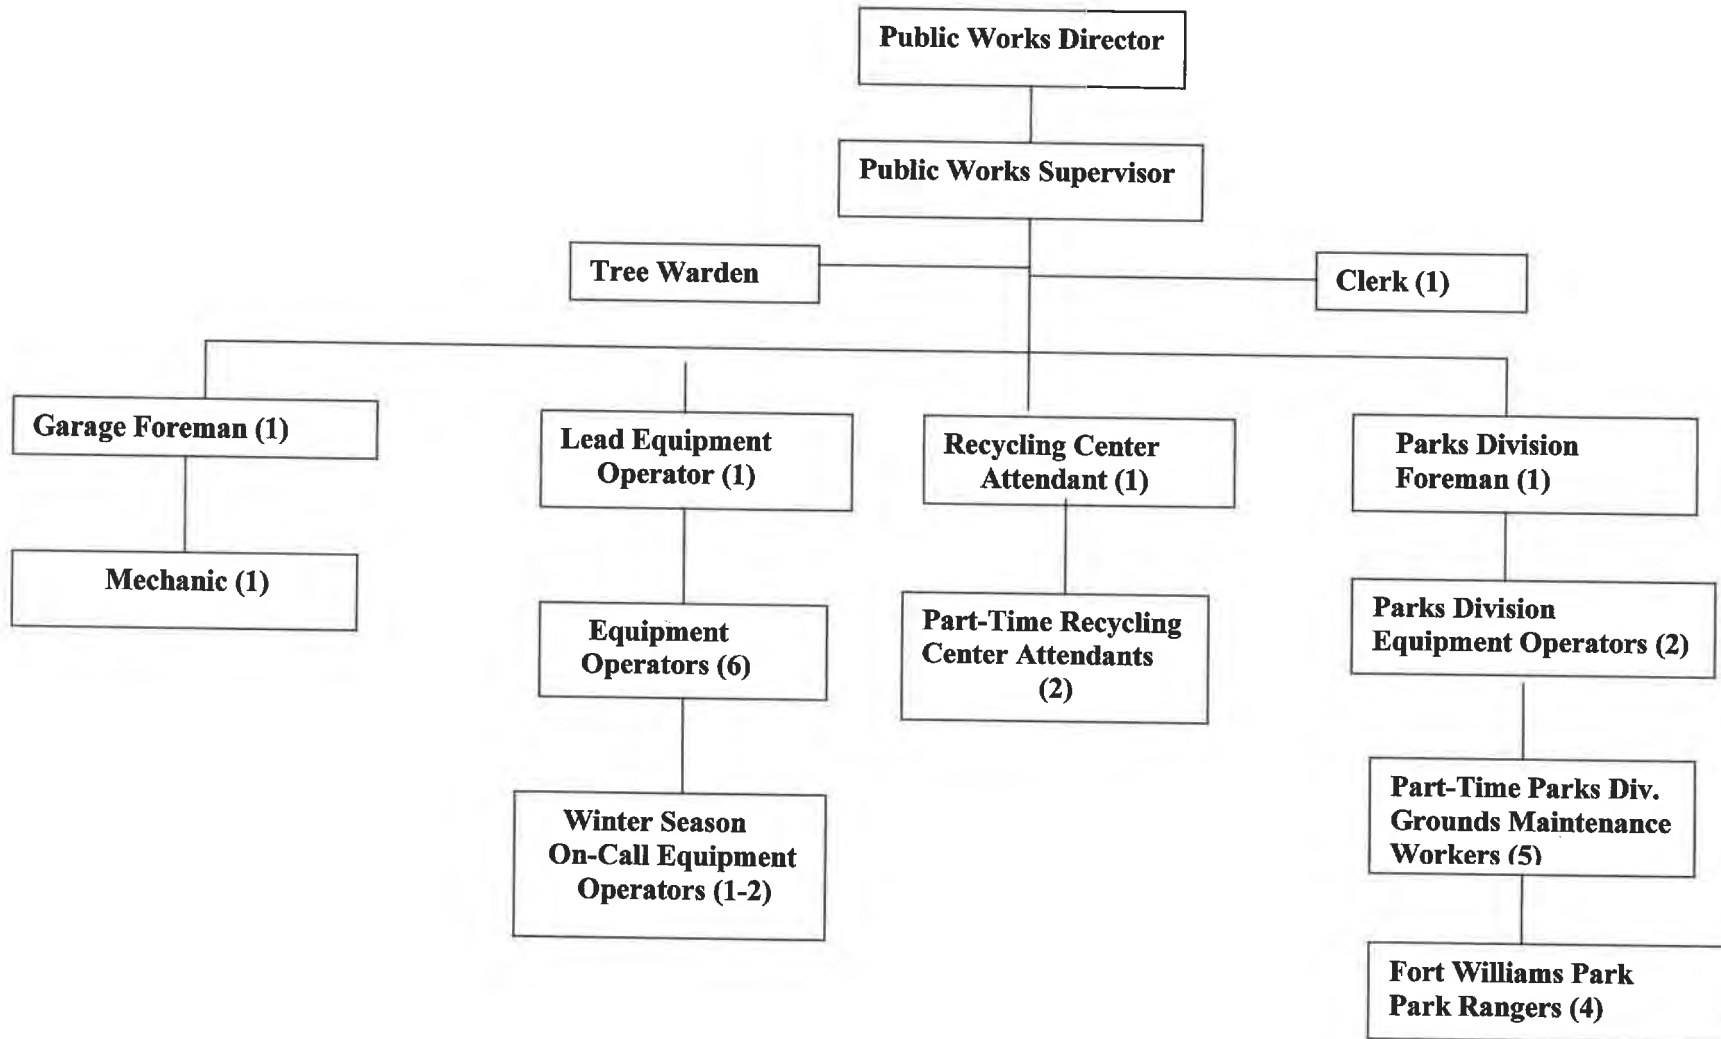 Public Works Director
Public Works Supervisor
Tree Warden
Clerk (1)
Garage Foreman (1)
Lead Equipment
Operator (1)
Recycling Center
Attendant (1)
Parks Division
Foreman (1)
Mechanic (1)
Equipment
Operators (6)
Part-Time Recycling
Center Attendants
(2)
Parks Division
Equipment Operators (2)
Winter Season
On-Call Equipment
Operators (1-2)
Part-Time Parks Div.
Grounds Maintenance
Workers (5)
Fort Williams Park
Park Rangers (4)